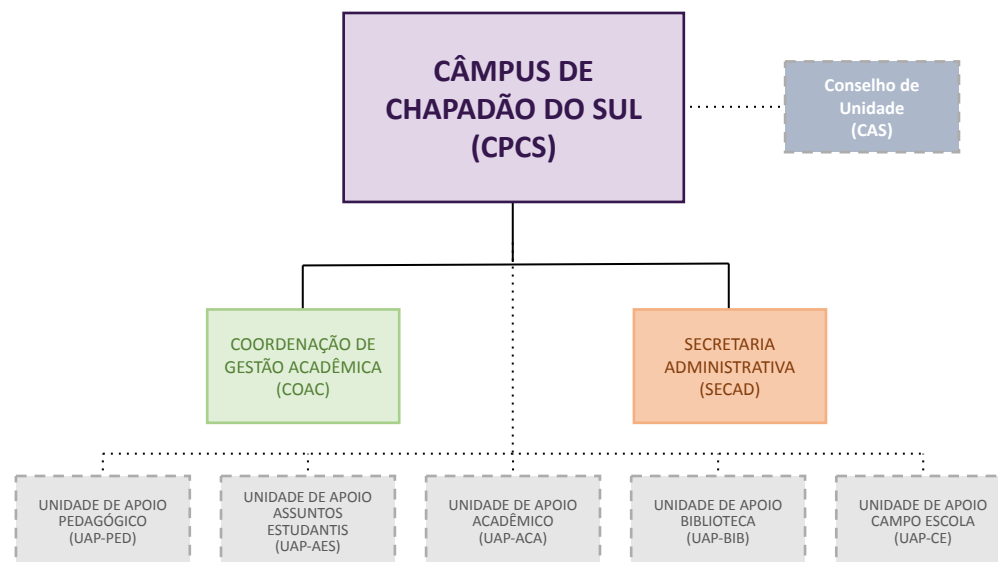 CÂMPUS DE
CHAPADÃO DO SUL
(CPCS)
Conselho de
Unidade
(CAS)
COORDENAÇÃO DE
GESTÃO ACADÊMICA
(COAC)
SECRETARIA
ADMINISTRATIVA
(SECAD)
UNIDADE DE APOIO
PEDAGÓGICO
(UAP-PED)
UNIDADE DE APOIO
ASSUNTOS
ESTUDANTIS
(UAP-AES)
UNIDADE DE APOIO
ACADÊMICO
(UAP-ACA)
UNIDADE DE APOIO
BIBLIOTECA
(UAP-BIB)
UNIDADE DE APOIO
CAMPO ESCOLA
(UAP-CE)